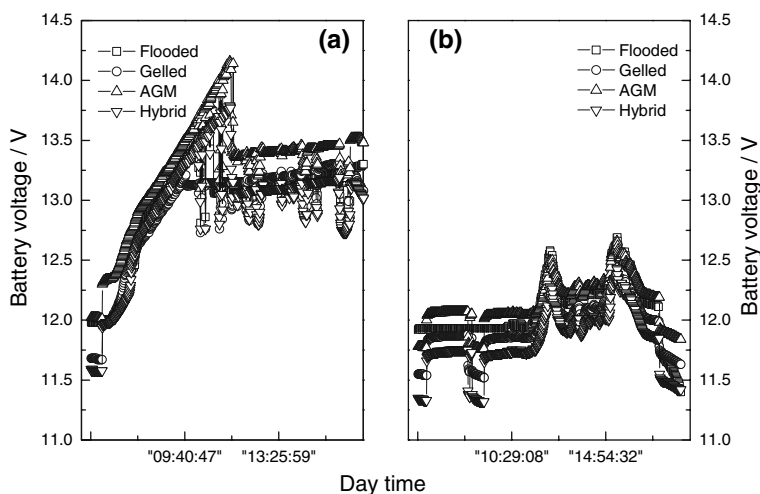 (a)
Flooded
Gelled
AGM
Hybrid
14.5
14.0
13.5
13.0
12.5
12.0
11.5
11.0
Battery voltage / V
"09:40:47"
"13:25:59"
(b)
Flooded
Gelled
AGM
Hybrid
14.5
14.0
13.5
13.0
12.5
12.0
11.5
11.0
Battery voltage / V
"10:29:08"
"14:54:32"
Day time